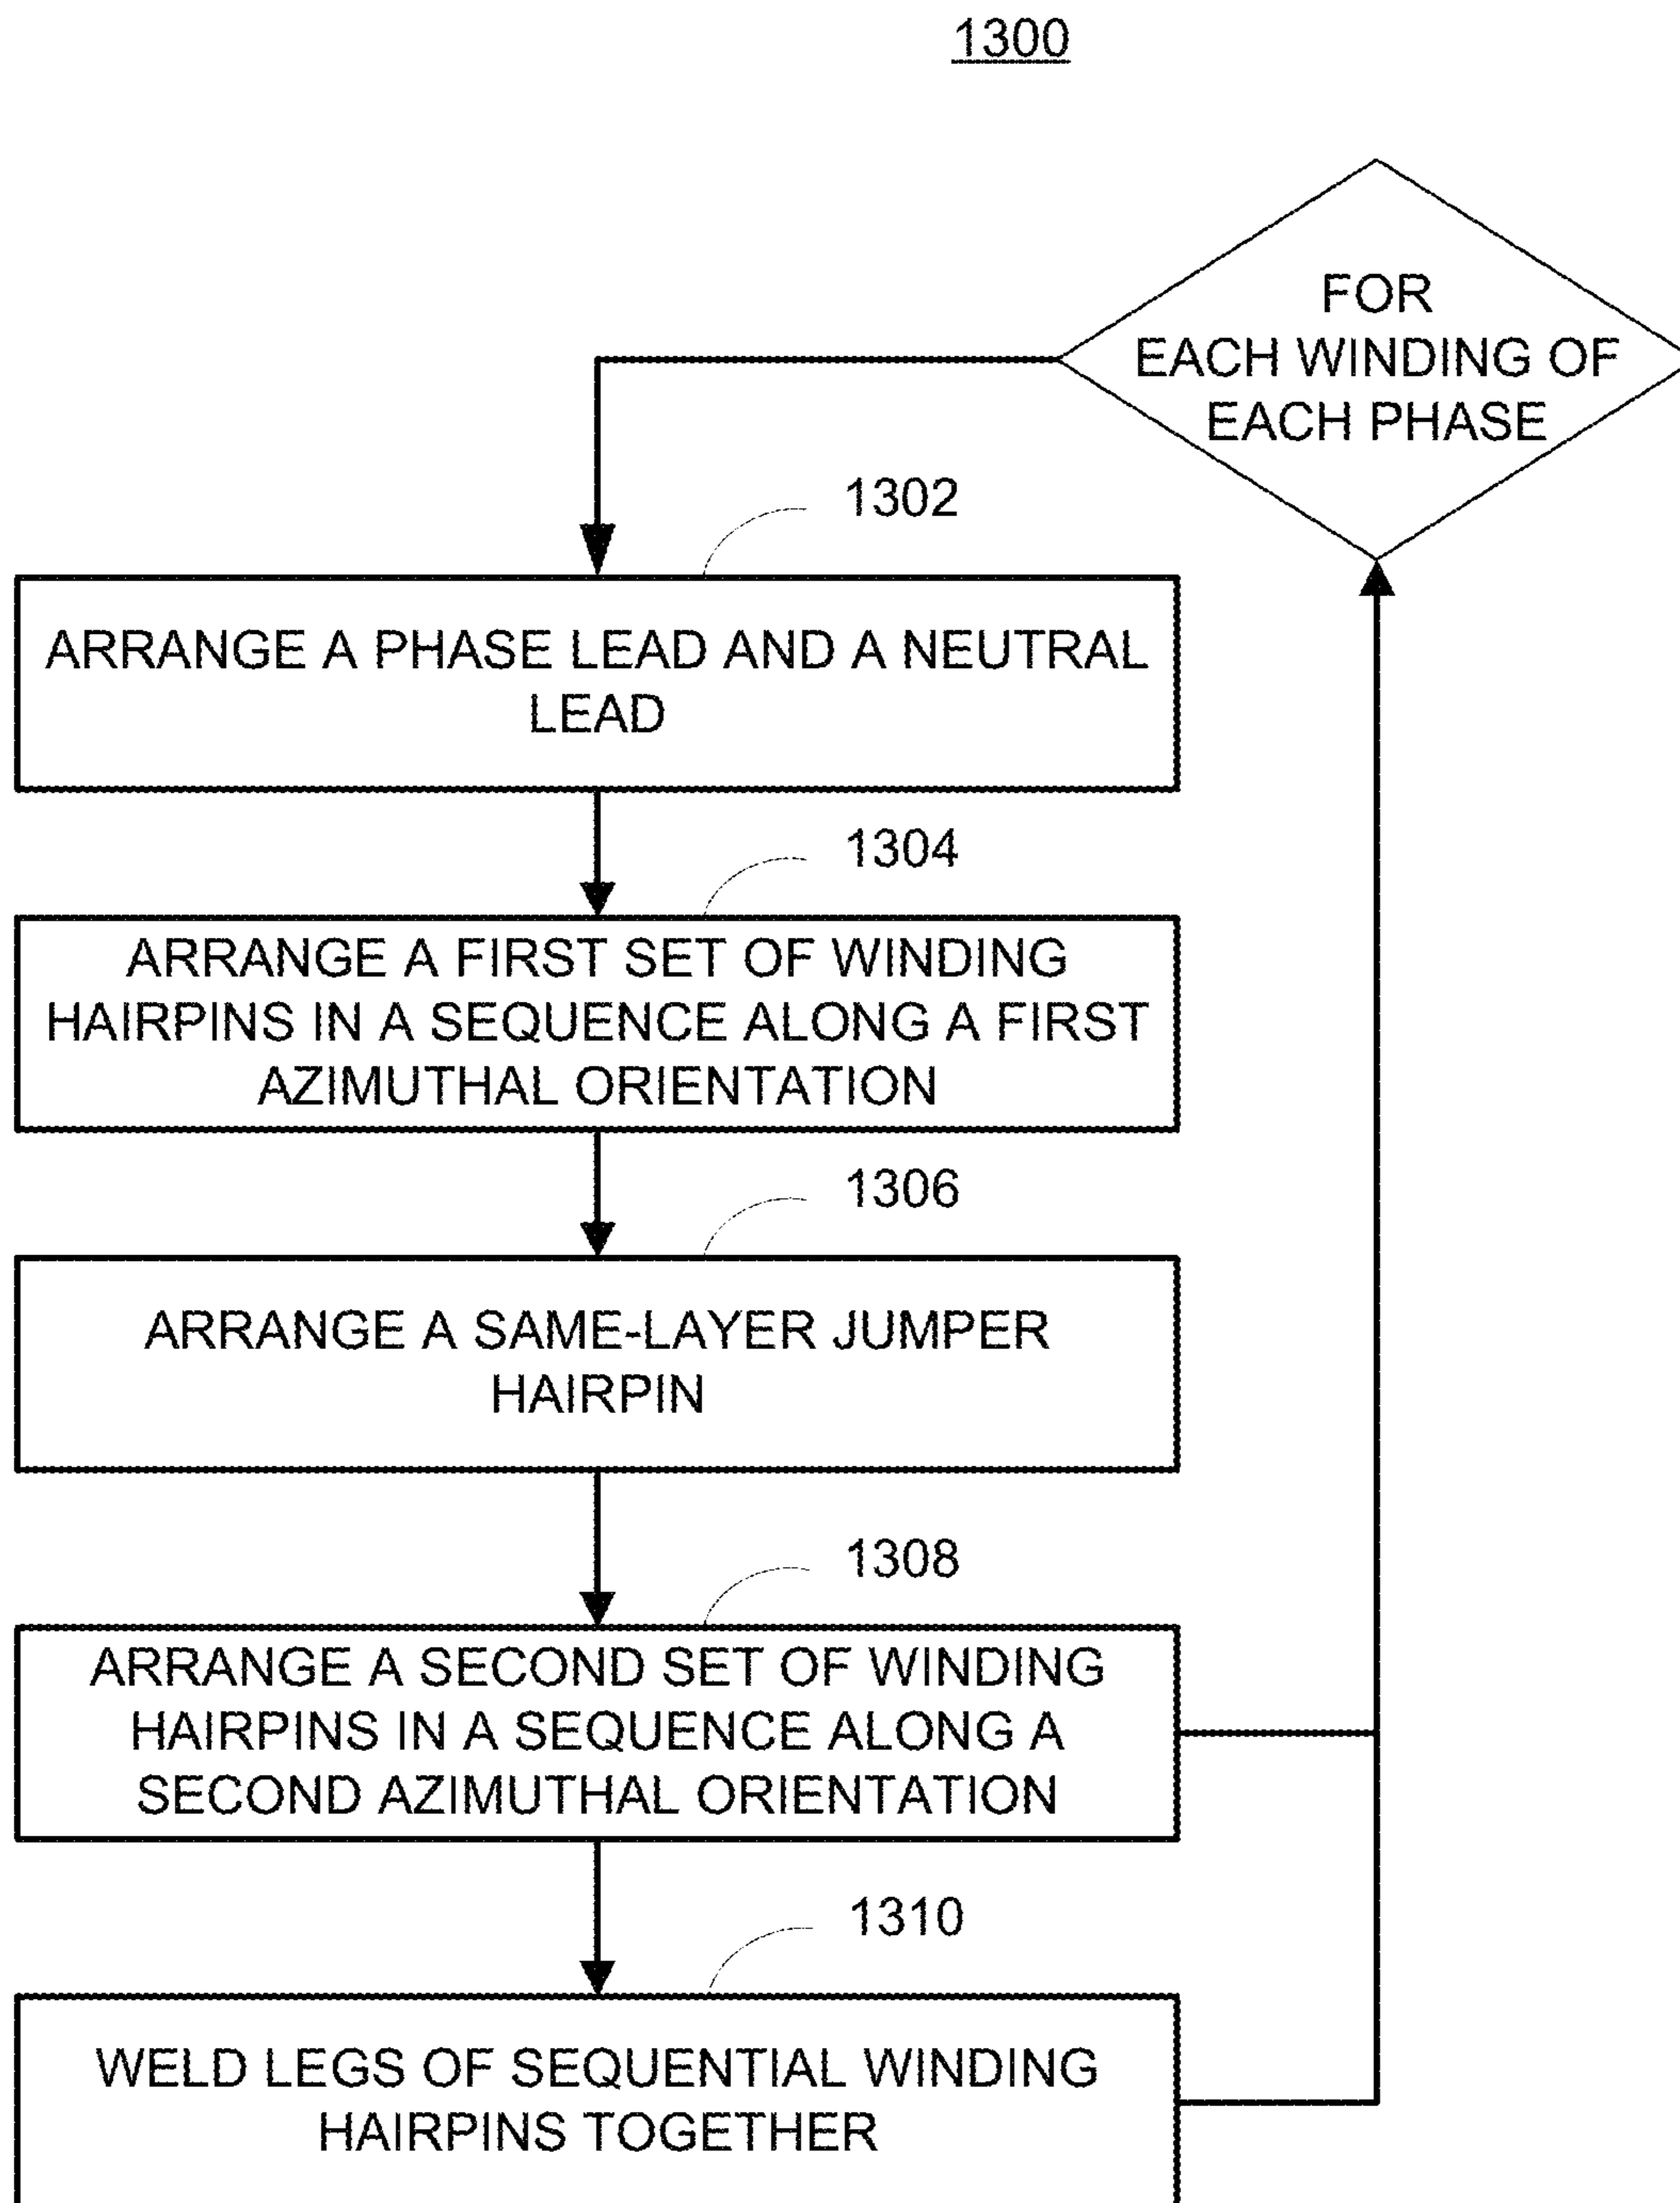 1300
FOR
EACH WINDING OF
EACH PHASE
1302
ARRANGE A PHASE LEAD AND A NEUTRAL
LEAD
1304
ARRANGE A FIRST SET OF WINDING
HAIRPINS IN A SEQUENCE ALONG A FIRST
AZIMUTHAL ORIENTATION
1306
ARRANGE A SAME-LAYER JUMPER
HAIRPIN
1308
ARRANGE A SECOND SET OF WINDING
HAIRPINS IN A SEQUENCE ALONG A
SECOND AZIMUTHAL ORIENTATION
1310
WELD LEGS OF SEQUENTIAL WINDING
HAIRPINS TOGETHER